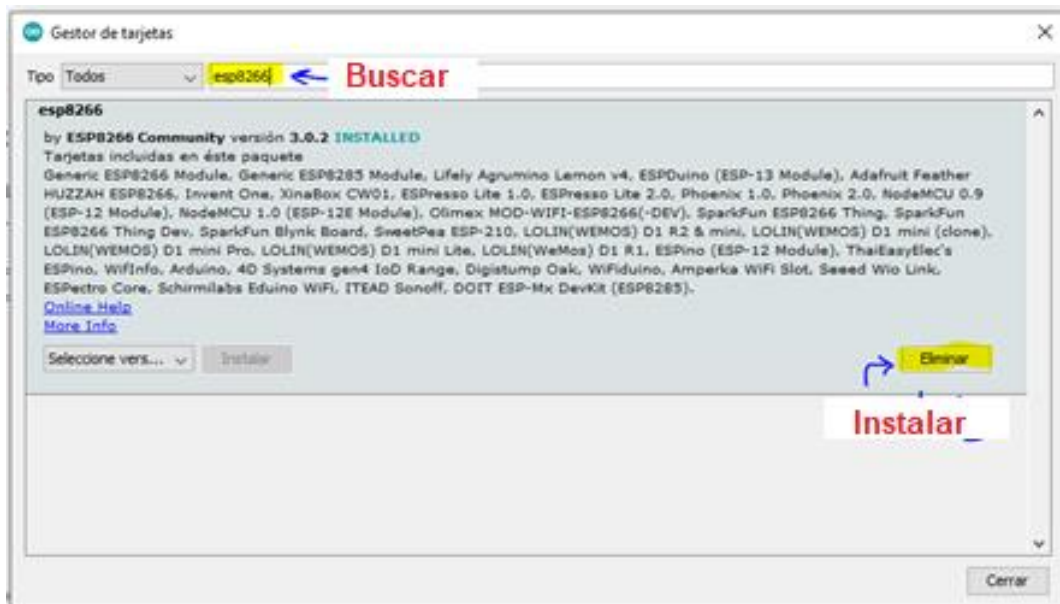 Gestor de tarjetas
Tipo Todos esp8266 Buscar
esp8266
by ESP8266 Community versión 3.0.2 INSTALLED
Tarjetas incluidas en éste paquete
Generic ESP8266 Module, Generic ESP8285 Module, Lifely Agrumino Lemon v4, ESPDuino (ESP-13 Module), Adafruit Feather
HUZZAH ESP8266, Invent One, XinaBox CW01, ESPresso Lite 1.0, ESPresso Lite 2.0, Phoenix 1.0, Phoenix 2.0, NodeMCU 0.9
(ESP-12 Module), NodeMCU 1.0 (ESP-12E Module), Olimex MOD-WIFI-ESP8266(-DEV), SparkFun ESP8266 Thing, SparkFun
ESP8266 Thing Dev, SparkFun Blynk Board, SweetPea ESP-210, LOLIN(WEMOS) D1 R2 & mini, LOLIN(WEMOS) D1 mini (clone),
LOLIN(WEMOS) D1 mini Pro, LOLIN(WEMOS) D1 mini Lite, LOLIN(WeMos) D1 R1, ESPino (ESP-12 Module), ThaiEasyElec's
ESPino, WifInfo, Arduino, 4D Systems gen4 IoD Range, Digistump Oak, WiFiduino, Amperka WiFi Slot, Seeed Wio Link,
ESPectro Core, Schirmilabs Eduino WiFi, ITEAD Sonoff, DOIT ESP-Mx DevKit (ESP8285).
Online Help
More Info
Seleccione vers... Instalar Eliminar
Instalar
Cerrar